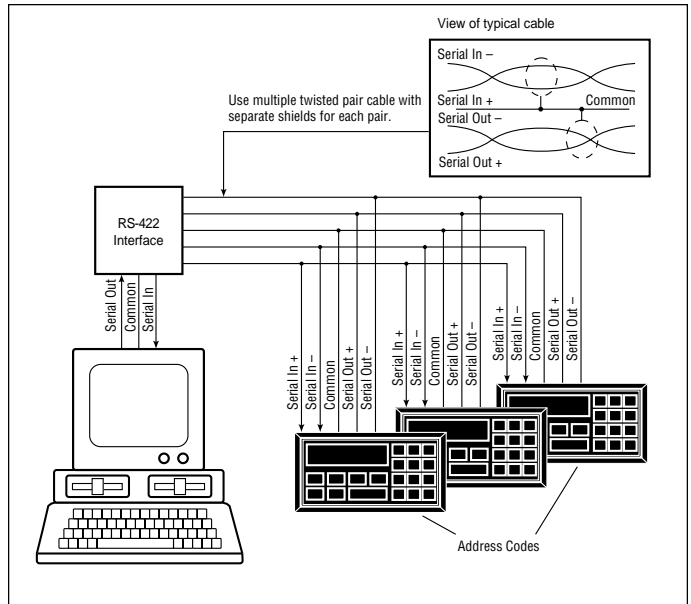 View of typical cable
Serial In –
Serial In +
Common
Serial Out –
Serial Out +
Use multiple twisted pair cable with
separate shields for each pair.
RS-422
Interface
Serial Out
Common
Serial In
Serial In +
Serial In –
Common
Serial Out +
Serial Out –
Serial In +
Serial In –
Common
Serial Out +
Serial Out –
Serial In +
Serial In –
Common
Serial Out +
Serial Out –
Address Codes